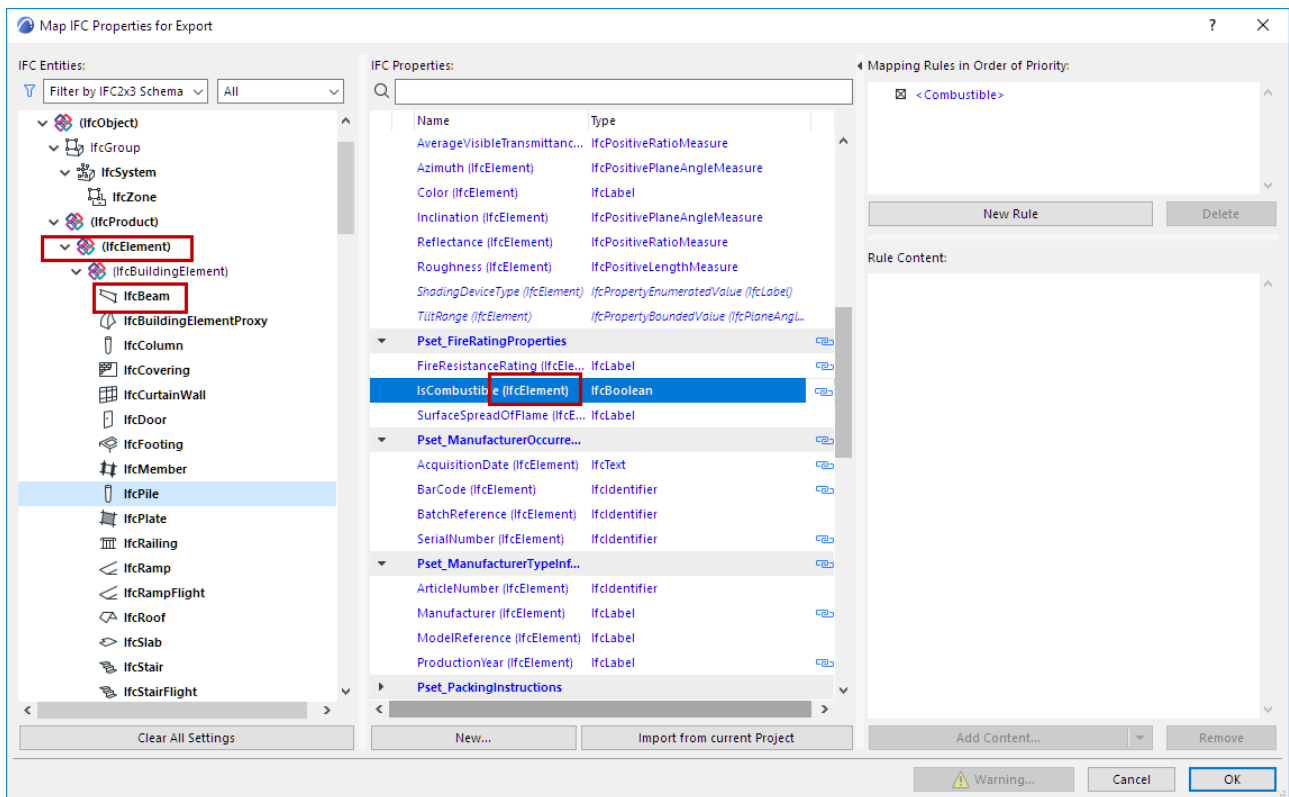 Map IFC Properties for Export
?
IFC Entities:
Filter by IFC2x3 Schema
All
(IfcObject)
IfcGroup
IfcSystem
IfcZone
(IfcProduct)
(IfcElement)
(IfcBuildingElement)
IfcBeam
IfcBuildingElementProxy
IfcColumn
IfcCovering
IfcCurtainWall
IfcDoor
IfcFooting
IfcMember
IfcPile
IfcPlate
IfcRailing
IfcRamp
IfcRampFlight
IfcRoof
IfcSlab
IfcStair
IfcStairFlight
Clear All Settings
IFC Properties:
Name Type
AverageVisibleTransmittanc... IfcPositiveRatioMeasure
Azimuth (IfcElement) IfcPositivePlaneAngleMeasure
Color (IfcElement) IfcLabel
Inclination (IfcElement) IfcPositivePlaneAngleMeasure
Reflectance (IfcElement) IfcPositiveRatioMeasure
Roughness (IfcElement) IfcPositiveLengthMeasure
ShadingDeviceType (IfcElement) IfcPropertyEnumeratedValue (IfcLabel)
TiltRange (IfcElement) IfcPropertyBoundedValue (IfcPlaneAngl...
Pset_FireRatingProperties
FireResistanceRating (IfcEle... IfcLabel
IsCombustible (IfcElement) IfcBoolean
SurfaceSpreadOfFlame (IfcE... IfcLabel
Pset_ManufacturerOccurre...
AcquisitionDate (IfcElement) IfcText
BarCode (IfcElement) IfcIdentifier
BatchReference (IfcElement) IfcIdentifier
SerialNumber (IfcElement) IfcIdentifier
Pset_ManufacturerTypeInf...
ArticleNumber (IfcElement) IfcIdentifier
Manufacturer (IfcElement) IfcLabel
ModelReference (IfcElement) IfcLabel
ProductionYear (IfcElement) IfcLabel
Pset_PackingInstructions
New... Import from current Project
Mapping Rules in Order of Priority:
<Combustible>
New Rule Delete
Rule Content:
Add Content... Remove
Warning... Cancel OK